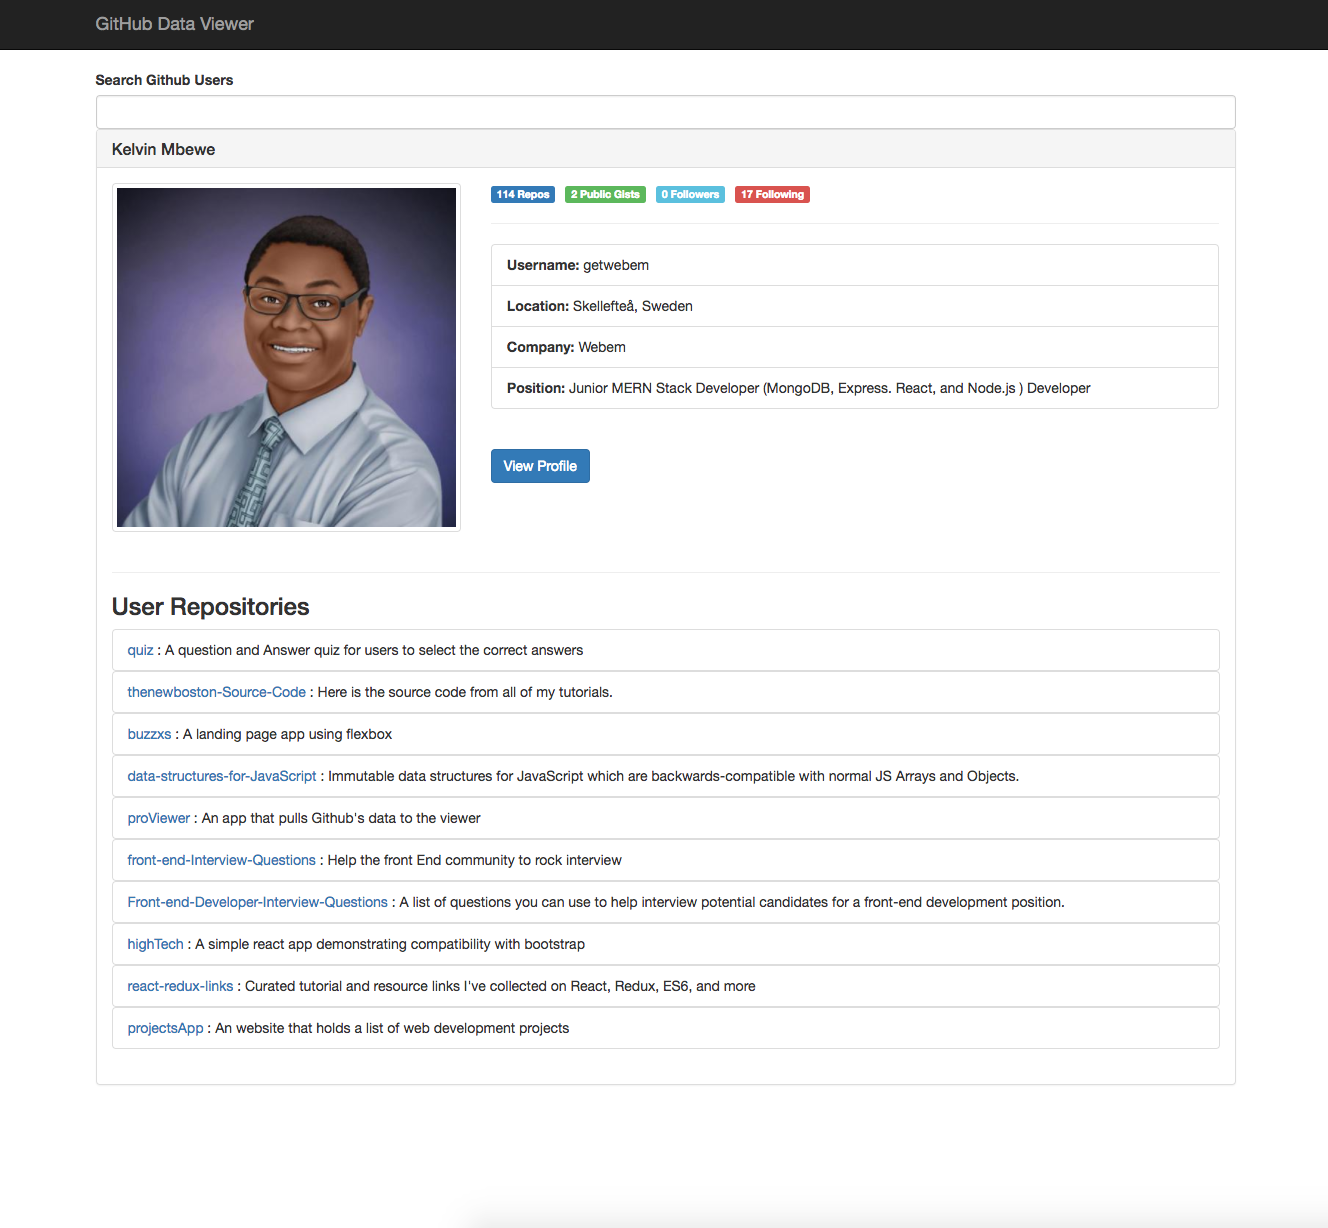 GitHub Data Viewer
Search Github Users
Kelvin Mbewe
114 Repos 2 Public Gists 0 Followers 17 Following
Username: getwebem
Location: Skellefteå, Sweden
Company: Webem
Position: Junior MERN Stack Developer (MongoDB, Express. React, and Node.js ) Developer
View Profile
User Repositories
quiz : A question and Answer quiz for users to select the correct answers
thenewboston-Source-Code : Here is the source code from all of my tutorials.
buzzxs : A landing page app using flexbox
data-structures-for-JavaScript : Immutable data structures for JavaScript which are backwards-compatible with normal JS Arrays and Objects.
proViewer : An app that pulls Github's data to the viewer
front-end-Interview-Questions : Help the front End community to rock interview
Front-end-Developer-Interview-Questions : A list of questions you can use to help interview potential candidates for a front-end development position.
highTech : A simple react app demonstrating compatibility with bootstrap
react-redux-links : Curated tutorial and resource links I've collected on React, Redux, ES6, and more
projectsApp : An website that holds a list of web development projects